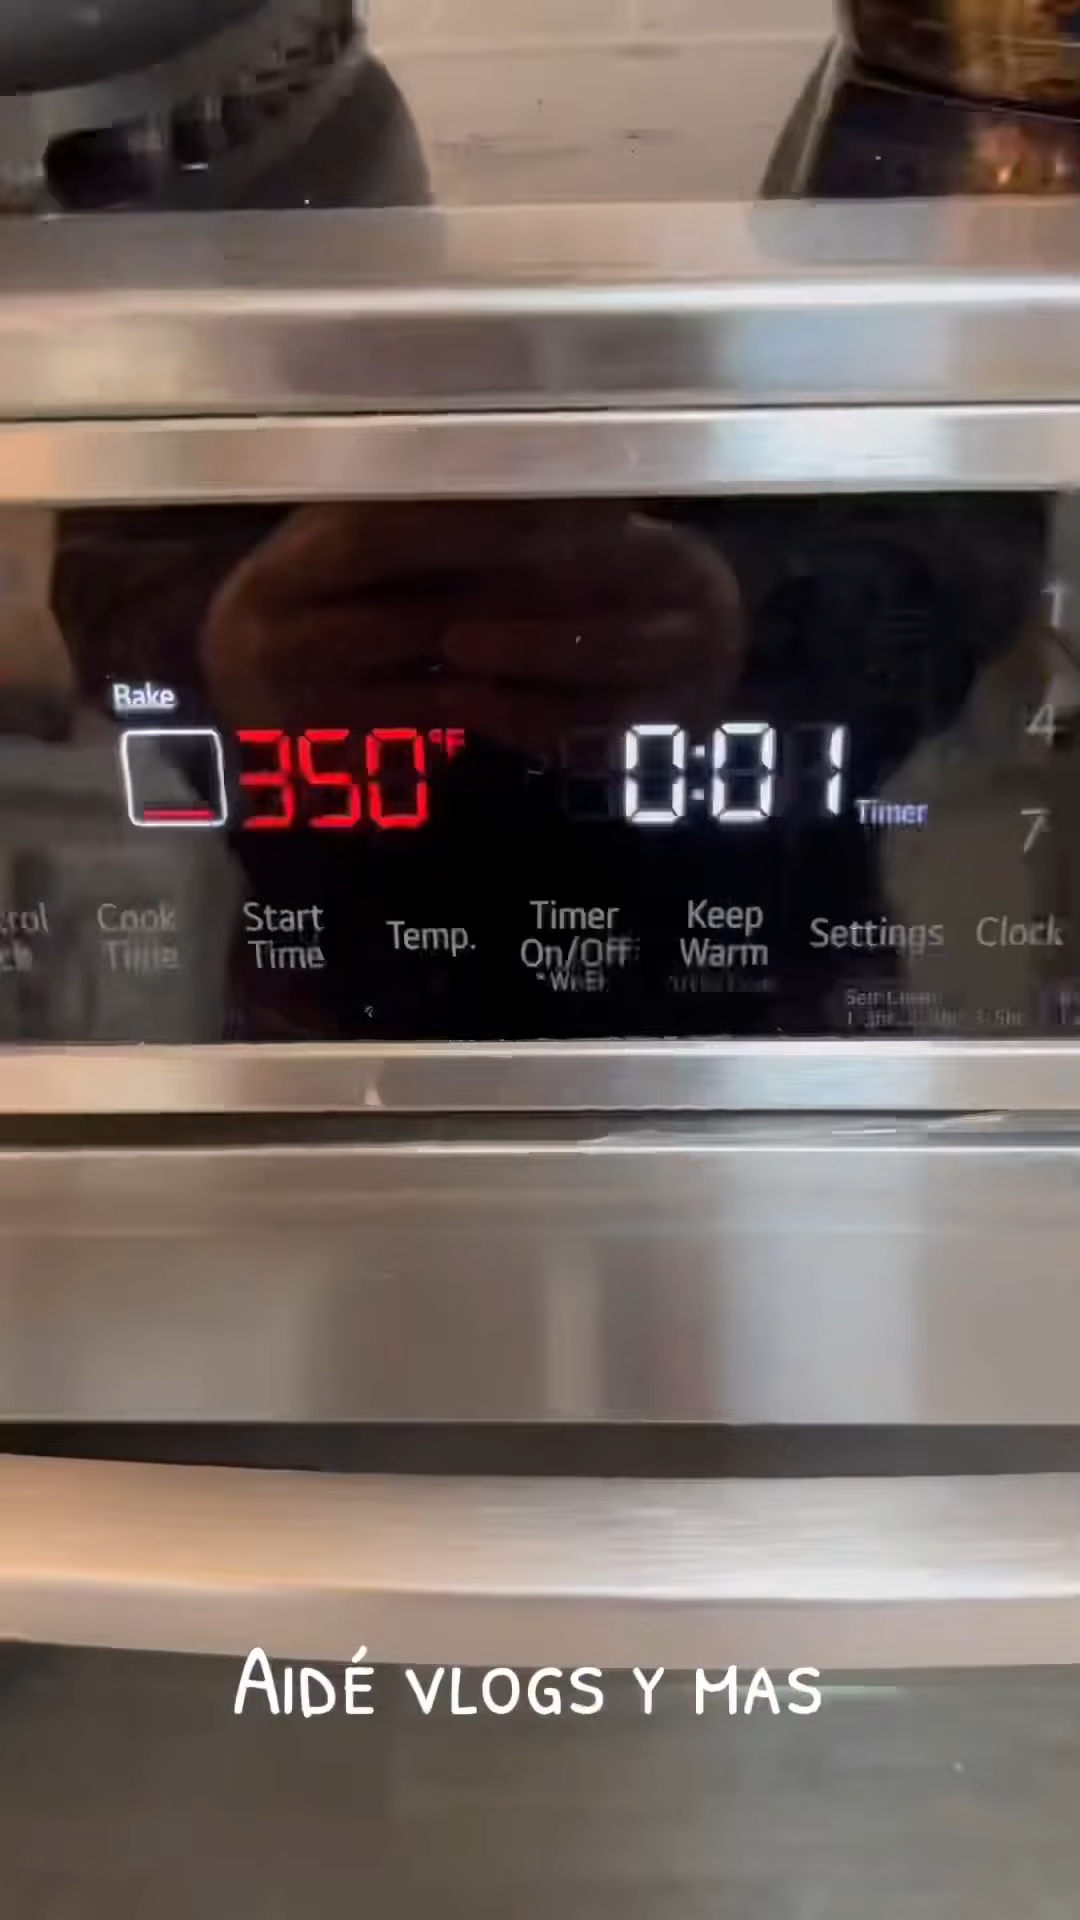 Bake
350°F
0:01
Timer
1
4
7
Cook Time
Start Time
Temp.
Timer On/Off
Keep Warm
Settings
Clock
AIDÉ VLOGS Y MAS